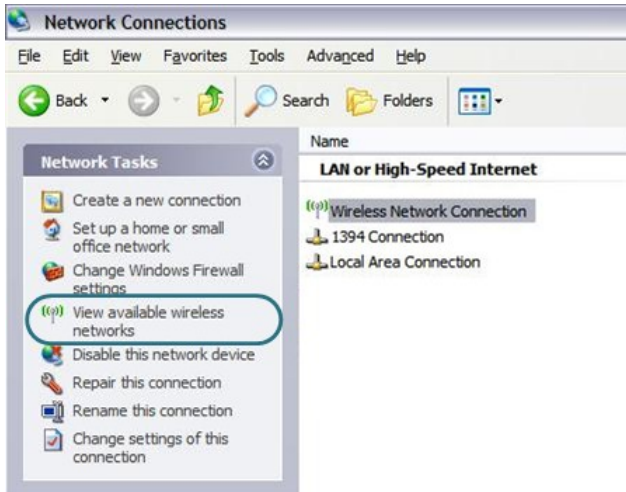 Network Connections
File Edit View Favorites Tools Advanced Help
Back Search Folders
Name
Network Tasks
LAN or High-Speed Internet
Create a new connection
Set up a home or small
office network
Change Windows Firewall
settings
View available wireless
networks
Disable this network device
Repair this connection
Rename this connection
Change settings of this
connection
Wireless Network Connection
1394 Connection
Local Area Connection